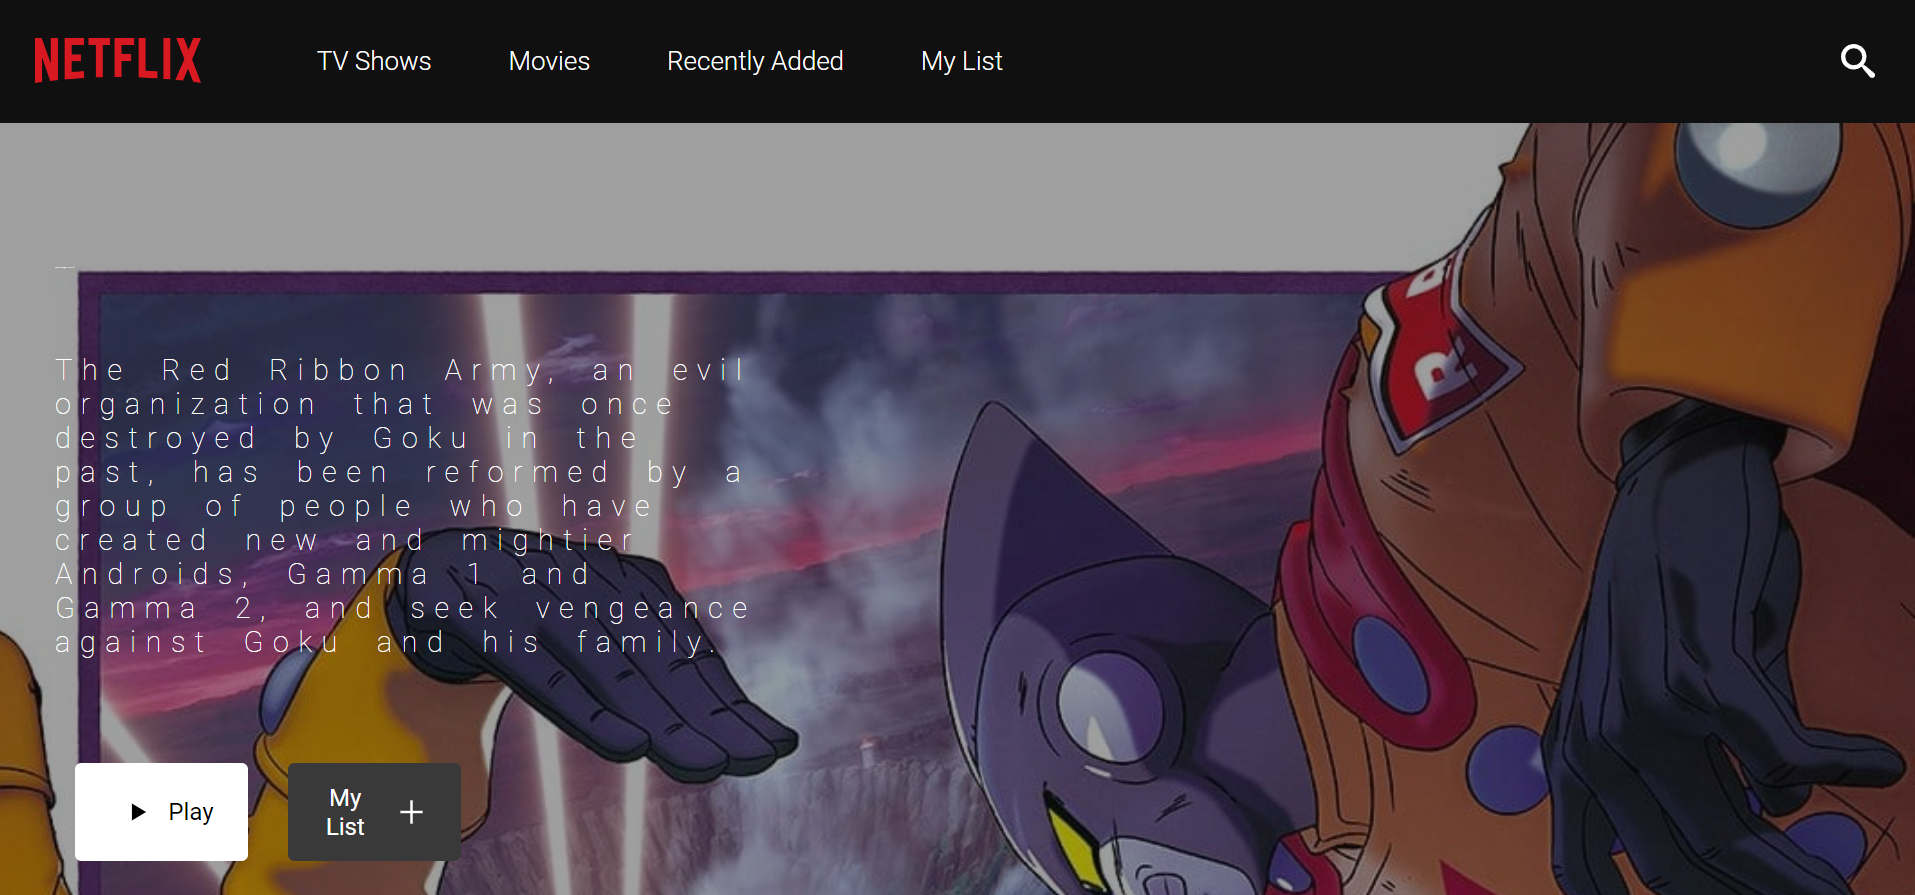 NETFLIX
TV Shows
Movies
Recently Added
My List
The Red Ribbon Army, an evil
organization that was once
destroyed by Goku in the
past, has been reformed by a
group of people who have
created new and mightier
Androids, Gamma 1 and
Gamma 2, and seek vengeance
against Goku and his family.
R
R
Play
My
List